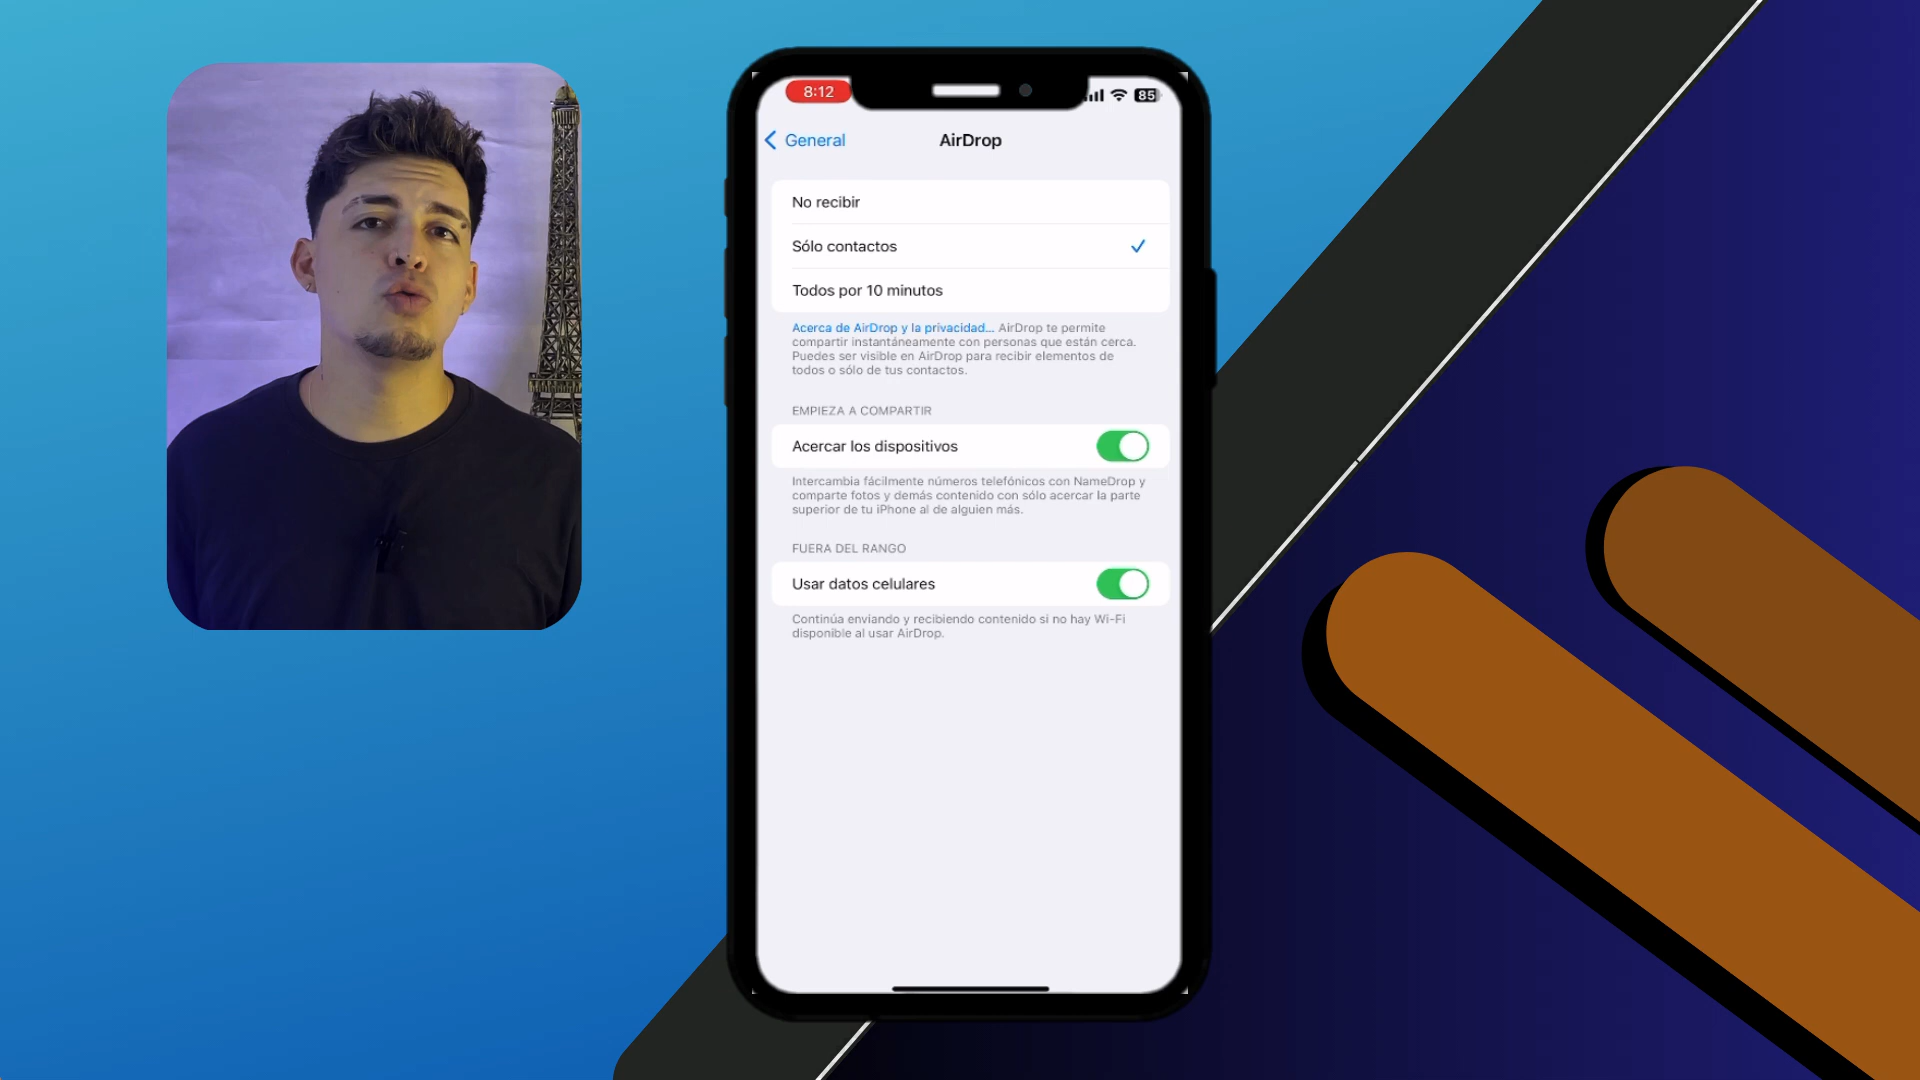 8:12
85
General
AirDrop
No recibir
Sólo contactos
Todos por 10 minutos
Acerca de AirDrop y la privacidad... AirDrop te permite
compartir instantáneamente con personas que están cerca.
Puedes ser visible en AirDrop para recibir elementos de
todos o sólo de tus contactos.
EMPIEZA A COMPARTIR
Acercar los dispositivos
Intercambia fácilmente números telefónicos con NameDrop y
comparte fotos y demás contenido con sólo acercar la parte
superior de tu iPhone al de alguien más.
FUERA DEL RANGO
Usar datos celulares
Continúa enviando y recibiendo contenido si no hay Wi-Fi
disponible al usar AirDrop.